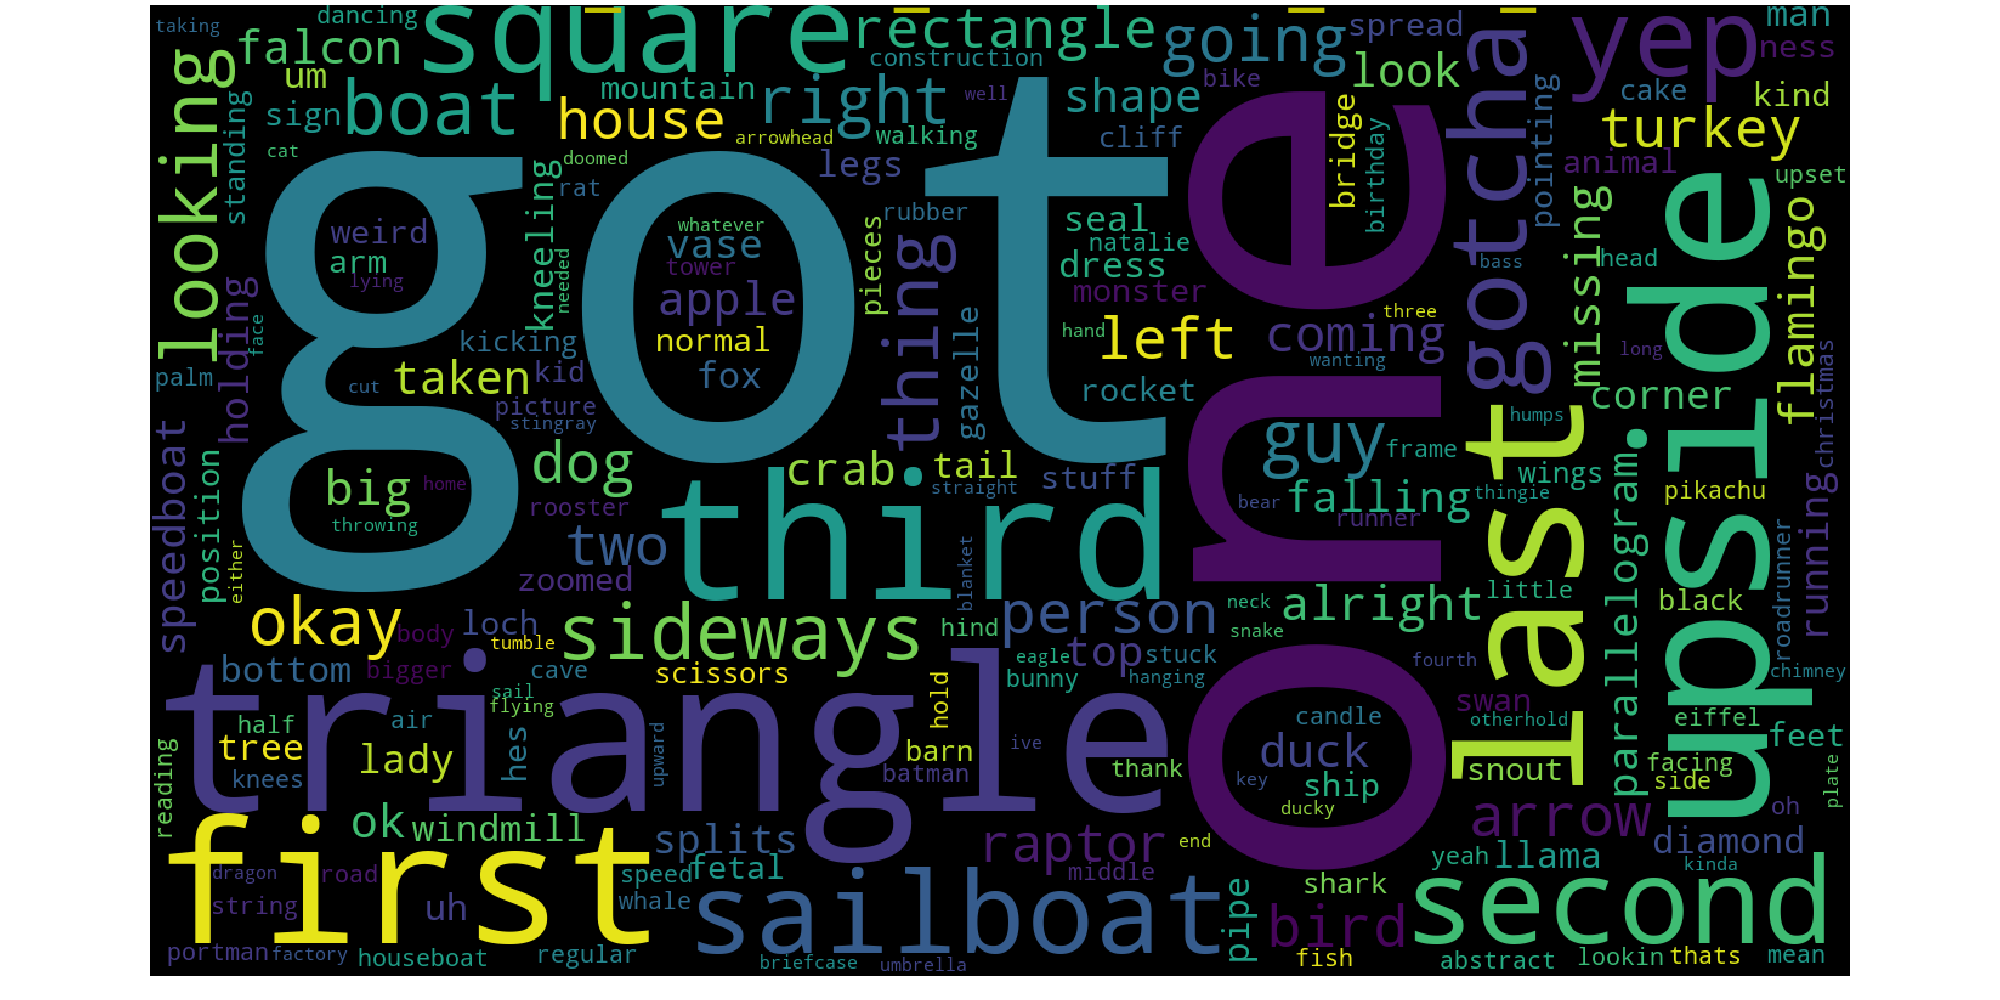 taking
dancing
square
rectangle
going
spread
yep
man
ness
looking
falcon
um
boat
sign
standing
cat
mountain
house
right
construction
well
arrowhead
walking
legs
doomed
rat
shape
cliff
bike
look
bridge
birthday
gotcha
pointing
cake
kind
turkey
animal
upset
got
one
weird
arm
lying
kneeling
needed
whatever
vase
tower
apple
normal
fox
pieces
rubber
thing
gazelle
seal
natalie
dress
monster
hand
left
rocket
coming
three
wanting
bass
missing
head
flamingo
long
christmas
corner
upside
holding
face
palm
cut
kicking
taken
kid
picture
stingray
guy
frame
humps
last
wings
thingie
parallelogram.
pikachu
speedboat
position
either
big
home
throwing
dog
rooster
two
zoomed
crab
tail
straight
stuff
third
blanket
bear
falling
runner
running
roadrunner
okay
body
loch
tumble
sideways
hind
person
neck
snake
alright
little
black
bottom
bigger
cave
scissors
eagle
bunny
top
stuck
hanging
fourth
chimney
triangle
sail
flying
half
air
tree
knees
lady
hes
upward
hold
barn
batman
ive
thank
candle
duck
key
ship
ducky
swan
otherhold
snout
eiffel
feet
facing
side
plate
reading
first
ok
windmill
splits
raptor
end
arrow
oh
diamond
dragon
road
string
uh
speed
fetal
whale
middle
shark
yeah
llama
kinda
sailboat
pipe
bird
second
portman
factory
houseboat
regular
briefcase
umbrella
fish
abstract
lookin
thats
mean